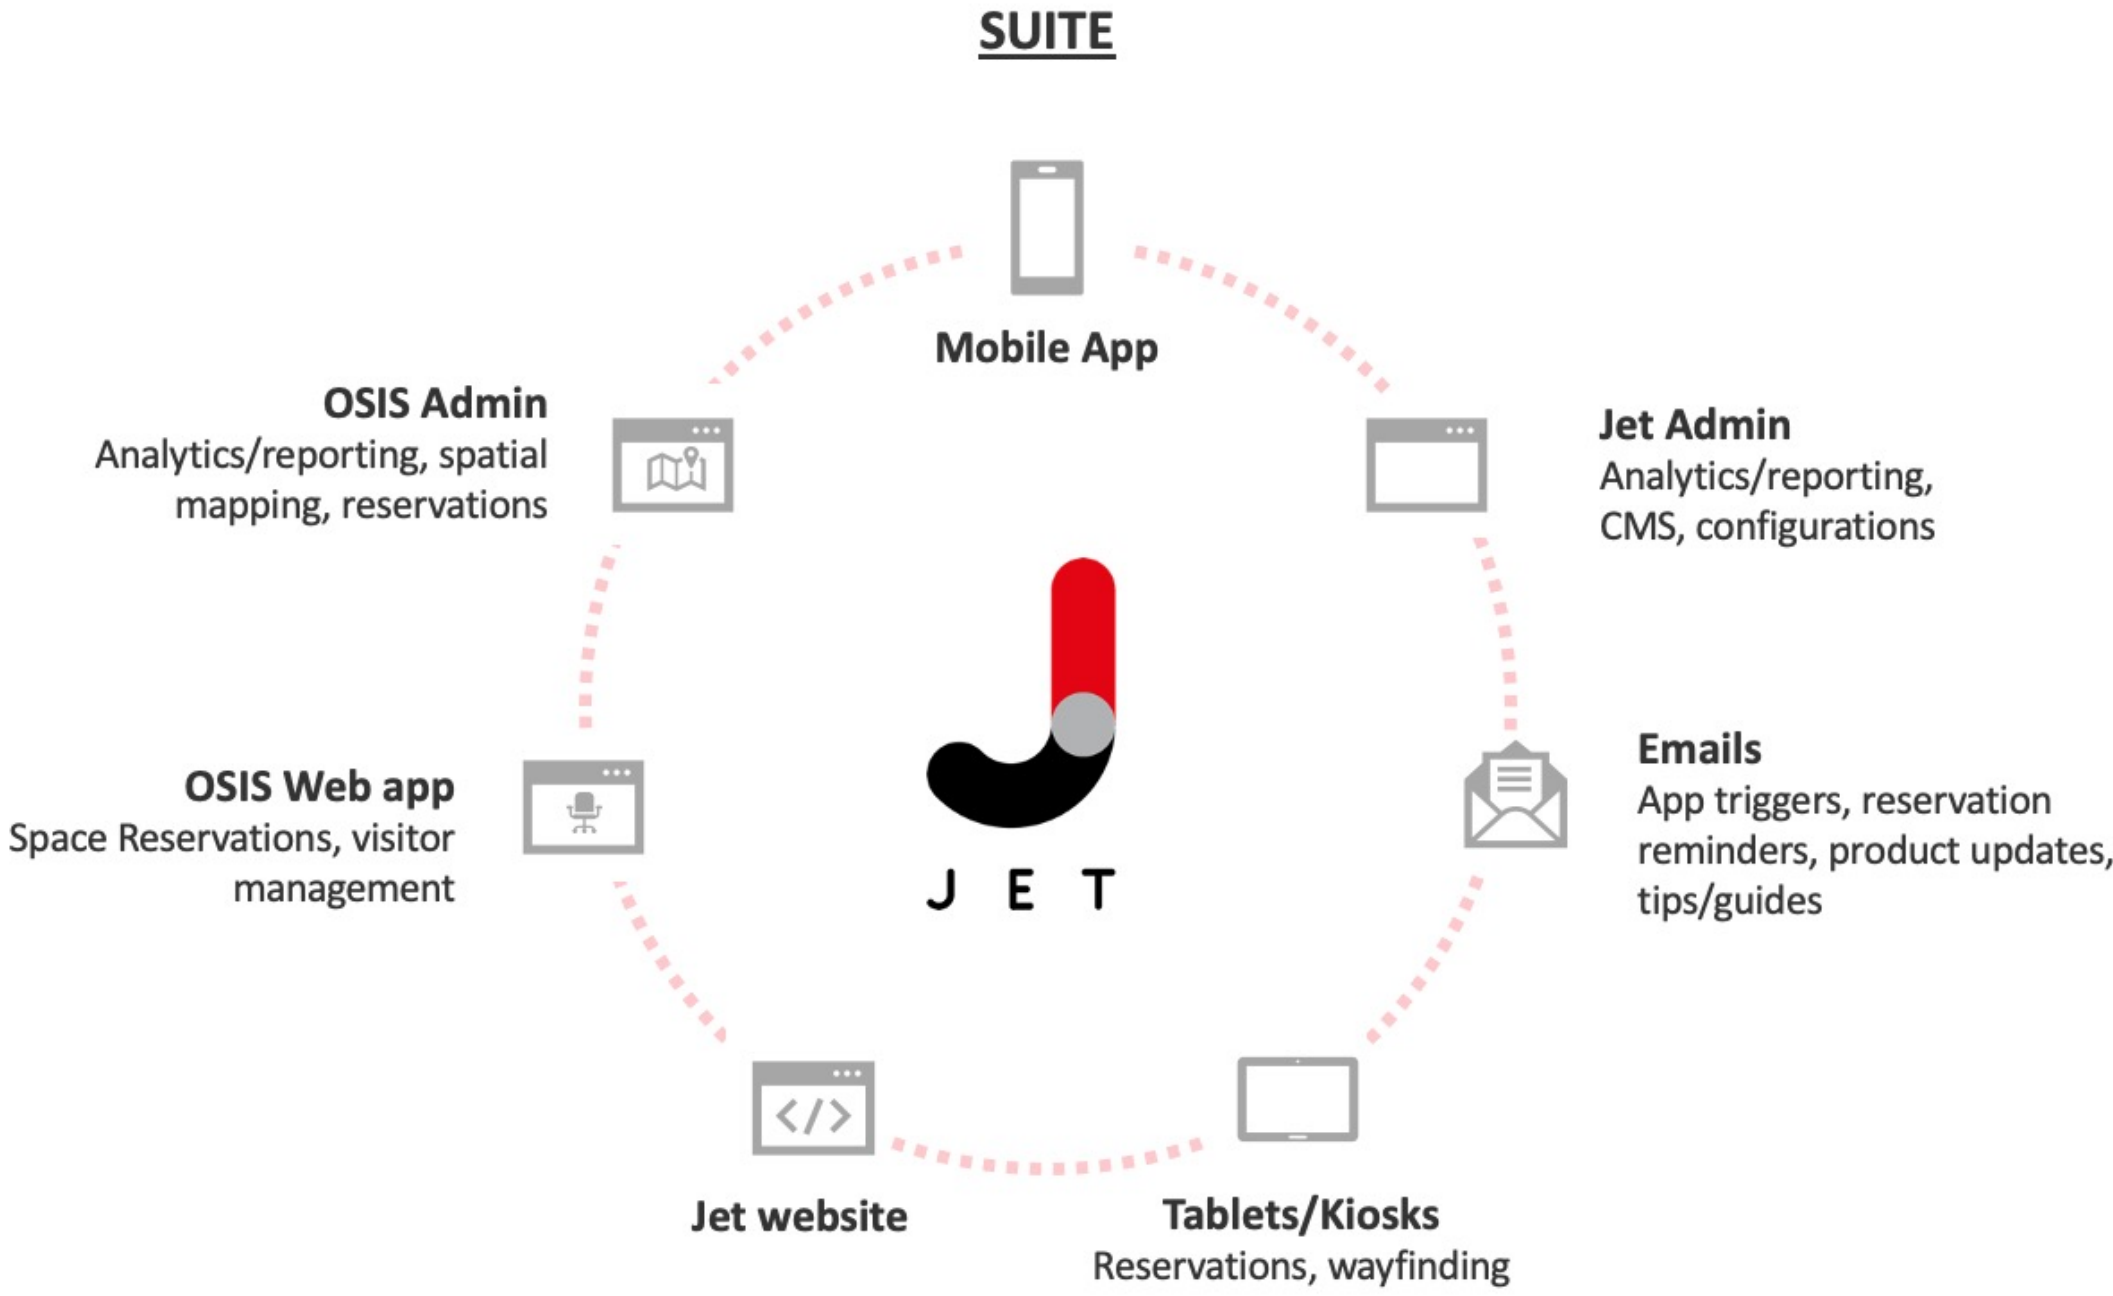 SUITE
Mobile App
OSIS Admin
Analytics/reporting, spatial
mapping, reservations
Jet Admin
Analytics/reporting,
CMS, configurations
OSIS Web app
Space Reservations, visitor
management
JET
Emails
App triggers, reservation
reminders, product updates,
tips/guides
</>
Jet website
Tablets/Kiosks
Reservations, wayfinding